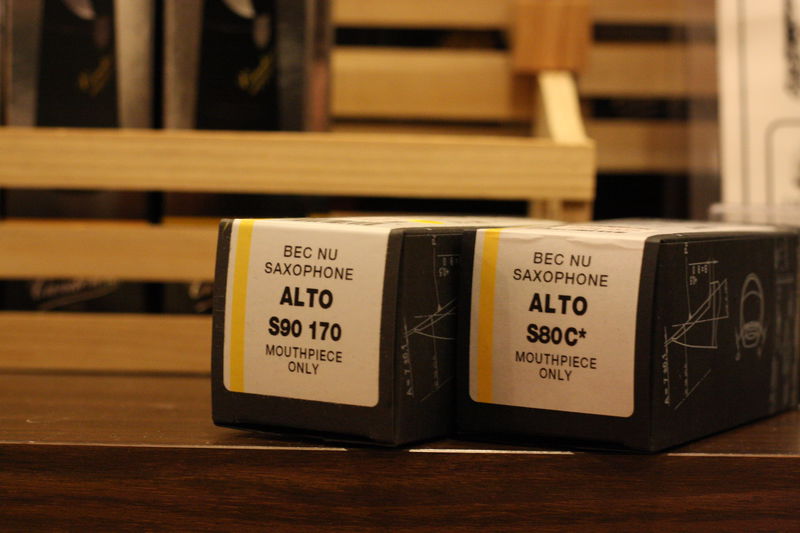 BEC NU
SAXOPHONE
ALTO
S90 170
MOUTHPIECE
ONLY
BEC NU
SAXOPHONE
ALTO
S80C*
MOUTHPIECE
ONLY